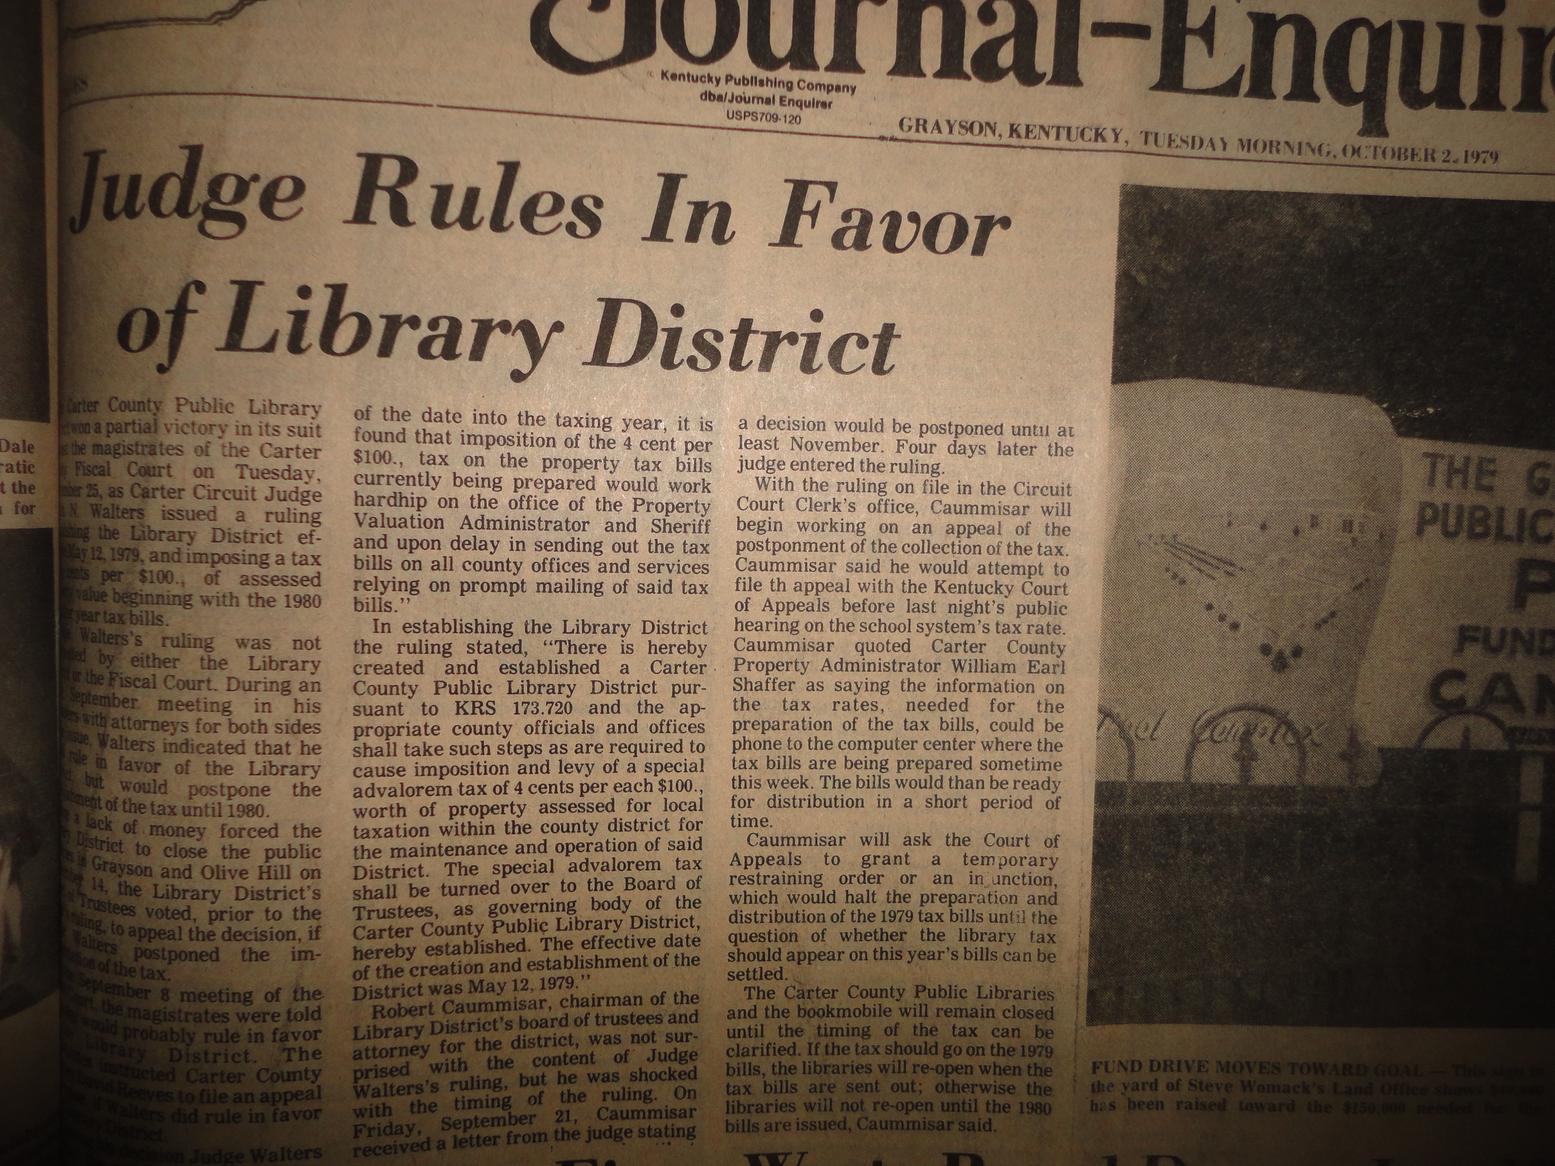 Journal-Enquir
Kentucky Publishing Company
dba/Journal Enquirer
USPS709-120
GRAYSON, KENTUCKY, TUESDAY MORNING, OCTOBER 2, 1979
Judge Rules In Favor
of Library District
Dale
ratic
t the
for
Carter County Public Library
won a partial victory in its suit
the magistrates of the Carter
Fiscal Court on Tuesday,
25, as Carter Circuit Judge
N. Walters issued a ruling
the Library District ef-
May 12, 1979, and imposing a tax
per $100., of assessed
value beginning with the 1980
year tax bills.
Walters's ruling was not
by either the Library
or the Fiscal Court. During an
September meeting in his
with attorneys for both sides
Walters indicated that he
in favor of the Library
but would postpone the
of the tax until 1980.
a lack of money forced the
District to close the public
Grayson and Olive Hill on
14, the Library District's
Trustees voted, prior to the
to appeal the decision, if
Walters postponed the im-
of the tax.
September 8 meeting of the
the magistrates were told
would probably rule in favor
Library District. The
instructed Carter County
Reeves to file an appeal
if Walters did rule in favor
District.
decision Judge Walters
of the date into the taxing year, it is
found that imposition of the 4 cent per
$100., tax on the property tax bills
currently being prepared would work
hardhip on the office of the Property
Valuation Administrator and Sheriff
and upon delay in sending out the tax
bills on all county offices and services
relying on prompt mailing of said tax
bills."
In establishing the Library District
the ruling stated, "There is hereby
created and established a Carter
County Public Library District pur-
suant to KRS 173.720 and the ap-
propriate county officials and offices
shall take such steps as are required to
cause imposition and levy of a special
advalorem tax of 4 cents per each $100.,
worth of property assessed for local
taxation within the county district for
the maintenance and operation of said
District. The special advalorem tax
shall be turned over to the Board of
Trustees, as governing body of the
Carter County Public Library District,
hereby established. The effective date
of the creation and establishment of the
District was May 12, 1979."
Robert Caummisar, chairman of the
Library District's board of trustees and
attorney for the district, was not sur-
prised with the content of Judge
Walters's ruling, but he was shocked
with the timing of the ruling. On
Friday, September 21, Caummisar
received a letter from the judge stating
a decision would be postponed until at
least November. Four days later the
judge entered the ruling.
With the ruling on file in the Circuit
Court Clerk's office, Caummisar will
begin working on an appeal of the
postponment of the collection of the tax.
Caummisar said he would attempt to
file th appeal with the Kentucky Court
of Appeals before last night's public
hearing on the school system's tax rate.
Caummisar quoted Carter County
Property Administrator William Earl
Shaffer as saying the information on
the tax rates, needed for the
preparation of the tax bills, could be
phone to the computer center where the
tax bills are being prepared sometime
this week. The bills would than be ready
for distribution in a short period of
time.
Caummisar will ask the Court of
Appeals to grant a temporary
restraining order or an in unction,
which would halt the preparation and
distribution of the 1979 tax bills until the
question of whether the library tax
should appear on this year's bills can be
settled.
The Carter County Public Libraries
and the bookmobile will remain closed
until the timing of the tax can be
clarified. If the tax should go on the 1979
bills, the libraries will re-open when the
tax bills are sent out; otherwise the
libraries will not re-open until the 1980
bills are issued, Caummisar said.
THE G
PUBLIC
P
FUND
CAN
Complex
FUND DRIVE MOVES TOWARD GOAL — This sign in
the yard of Steve Womack's Land Office shows
has been raised toward the $150,000 needed for the